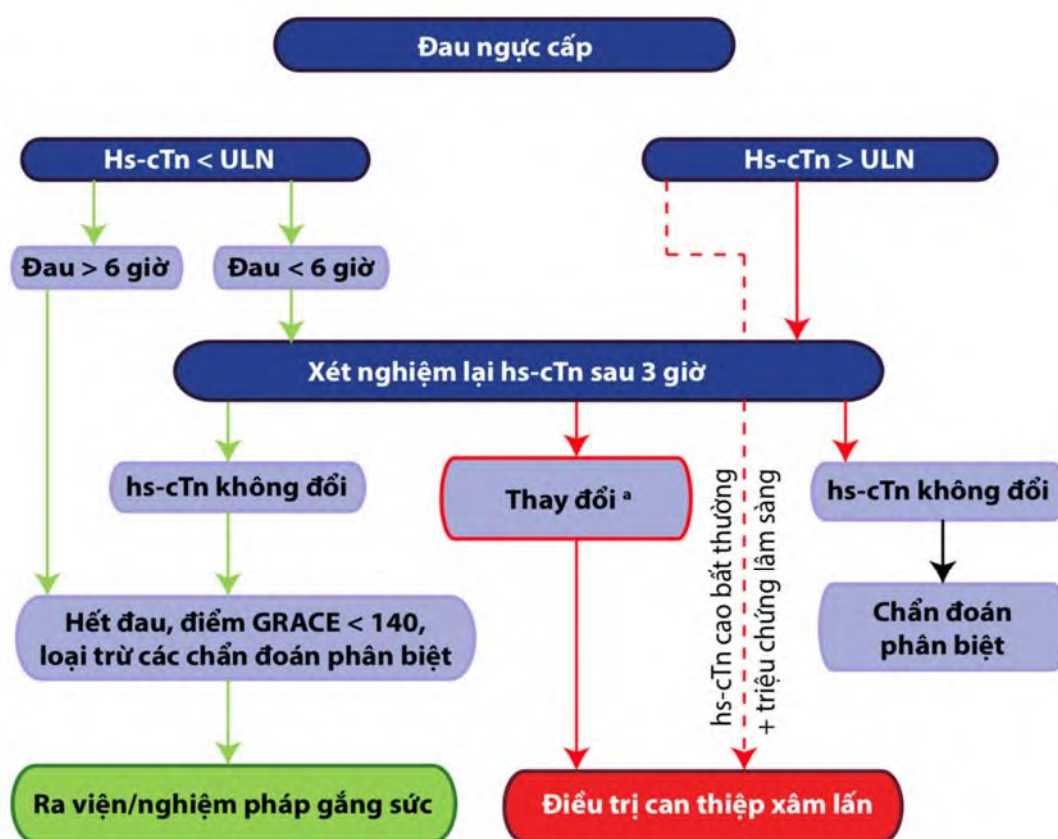 Đau ngực cấp
Hs-cTn < ULN
Hs-cTn > ULN
Đau > 6 giờ
Đau < 6 giờ
Xét nghiệm lại hs-cTn sau 3 giờ
hs-cTn không đổi
Thay đổi ª
hs-cTn cao bất thường
+ triệu chứng lâm sàng
hs-cTn không đổi
Hết đau, điểm GRACE < 140,
loại trừ các chẩn đoán phân biệt
Chẩn đoán
phân biệt
Ra viện/nghiệm pháp gắng sức
Điều trị can thiệp xâm lấn